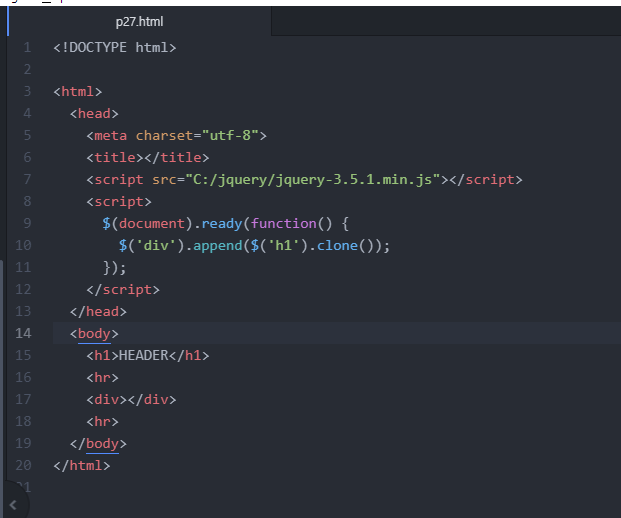 p27.html
1 <!DOCTYPE html>
2
3 <html>
4   <head>
5     <meta charset="utf-8">
6     <title></title>
7     <script src="C:/jquery/jquery-3.5.1.min.js"></script>
8     <script>
9       $(document).ready(function() {
10         $('div').append($('h1').clone());
11       });
12     </script>
13   </head>
14   <body>
15     <h1>HEADER</h1>
16     <hr>
17     <div></div>
18     <hr>
19   </body>
20 </html>
21